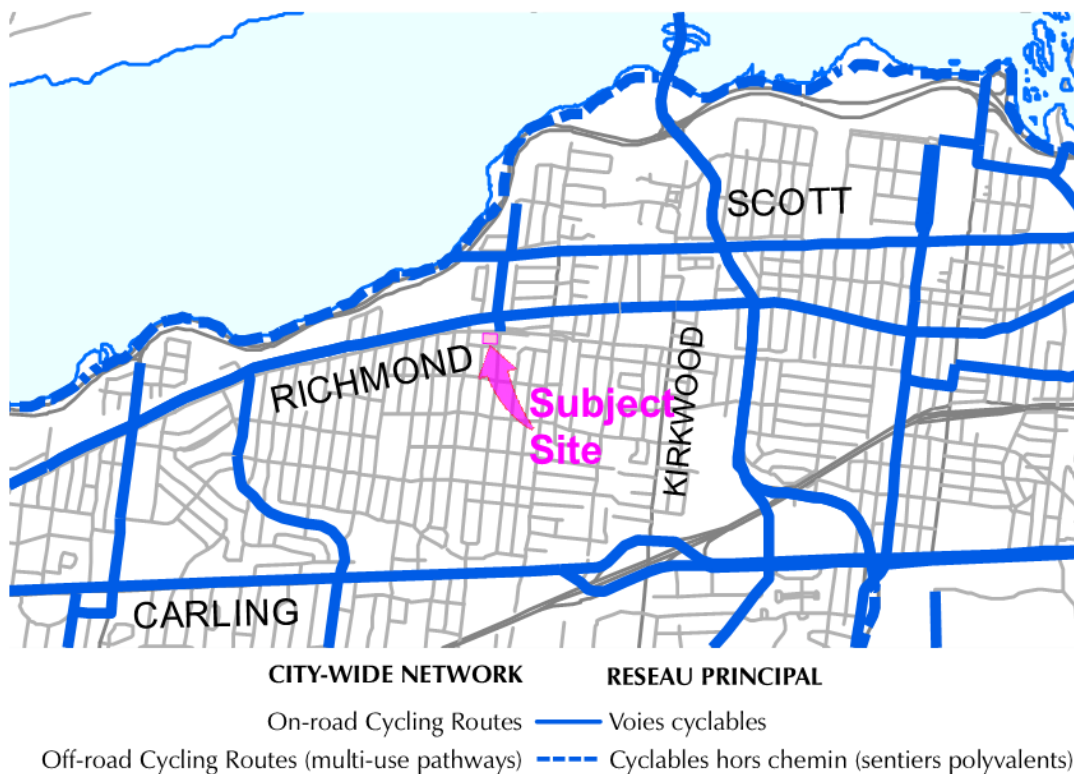 SCOTT
RICHMOND
KIRKWOOD
Subject
Site
CARLING
CITY-WIDE NETWORK RESEAU PRINCIPAL
On-road Cycling Routes Voies cyclables
Off-road Cycling Routes (multi-use pathways) Cyclables hors chemin (sentiers polyvalents)